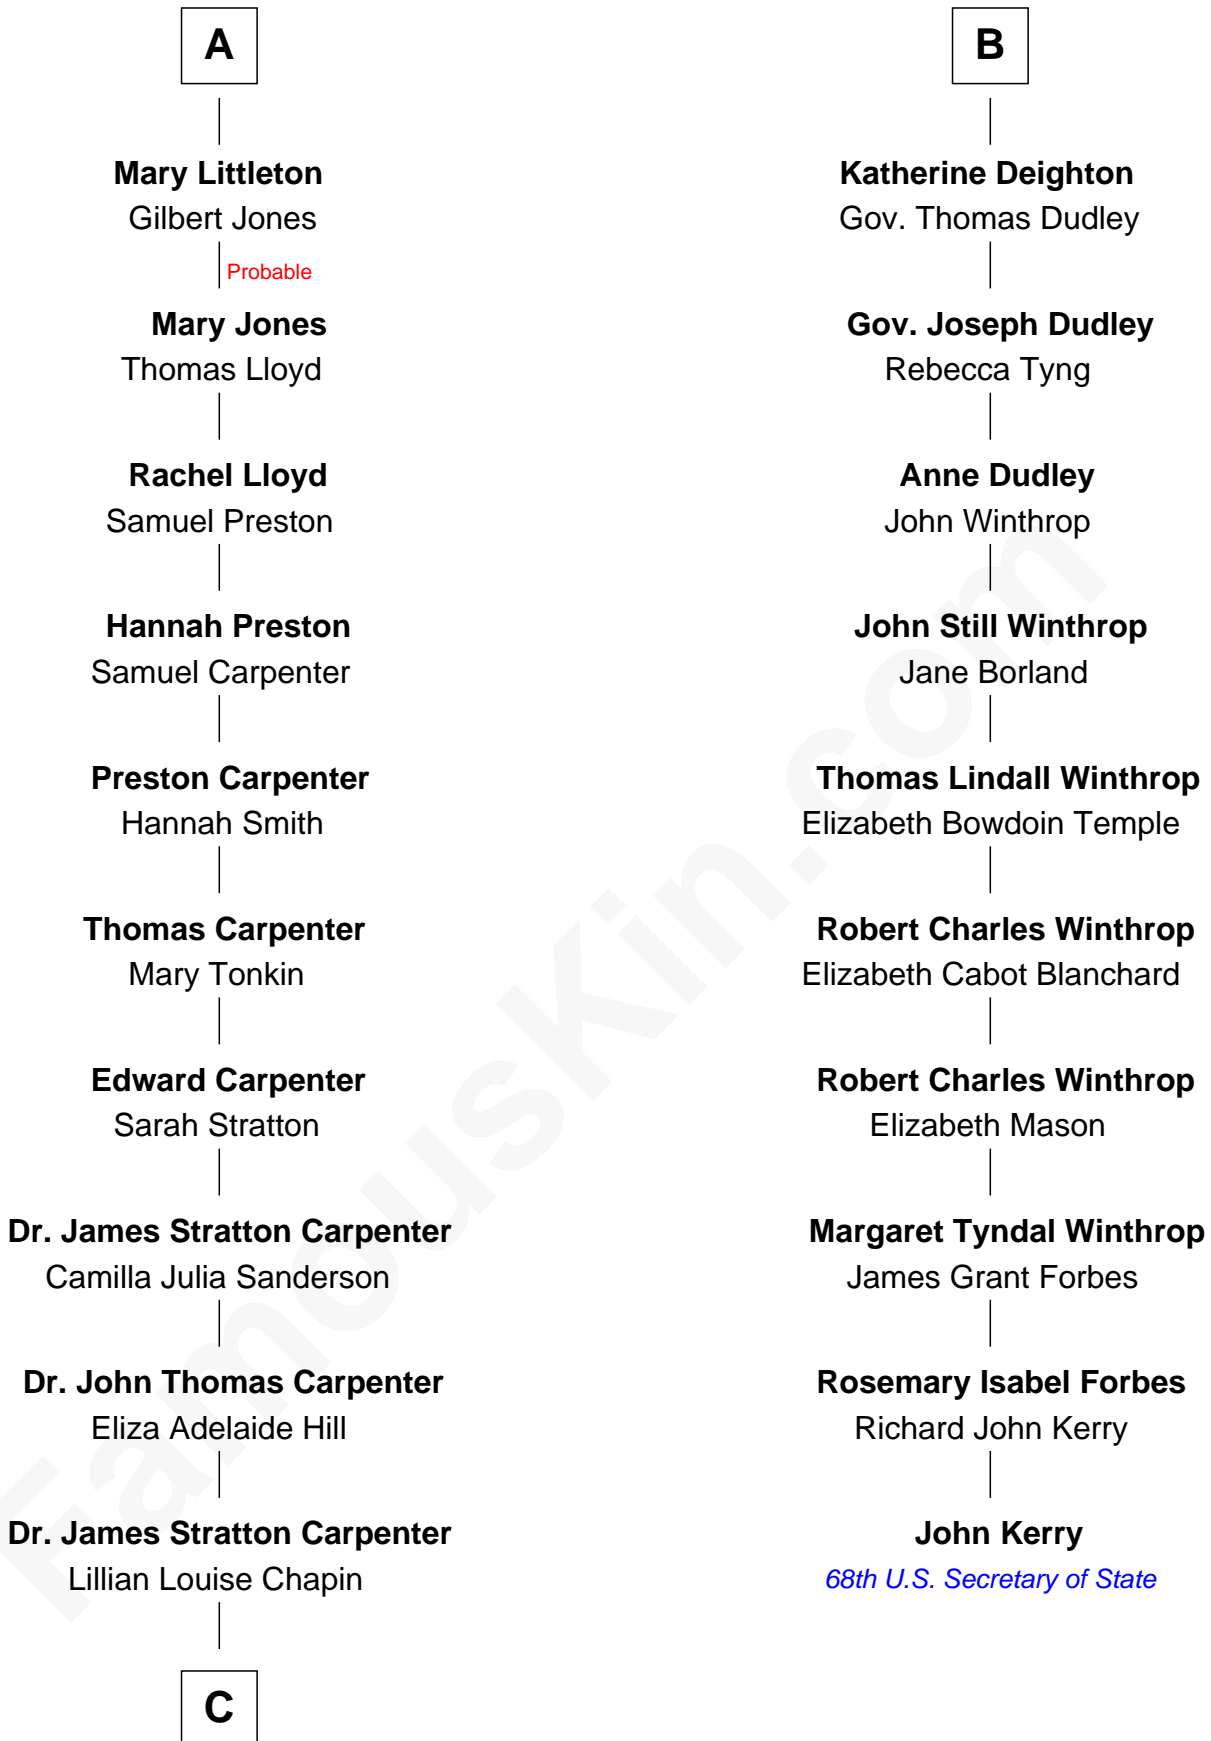 A
Mary Littleton
Gilbert Jones
Probable
Mary Jones
Thomas Lloyd
Rachel Lloyd
Samuel Preston
Hannah Preston
Samuel Carpenter
Preston Carpenter
Hannah Smith
Thomas Carpenter
Mary Tonkin
Edward Carpenter
Sarah Stratton
Dr. James Stratton Carpenter
Camilla Julia Sanderson
Dr. John Thomas Carpenter
Eliza Adelaide Hill
Dr. James Stratton Carpenter
Lillian Louise Chapin
C
B
Katherine Deighton
Gov. Thomas Dudley
Gov. Joseph Dudley
Rebecca Tyng
Anne Dudley
John Winthrop
John Still Winthrop
Jane Borland
Thomas Lindall Winthrop
Elizabeth Bowdoin Temple
Robert Charles Winthrop
Elizabeth Cabot Blanchard
Robert Charles Winthrop
Elizabeth Mason
Margaret Tyndal Winthrop
James Grant Forbes
Rosemary Isabel Forbes
Richard John Kerry
John Kerry
68th U.S. Secretary of State
FamousKin.com